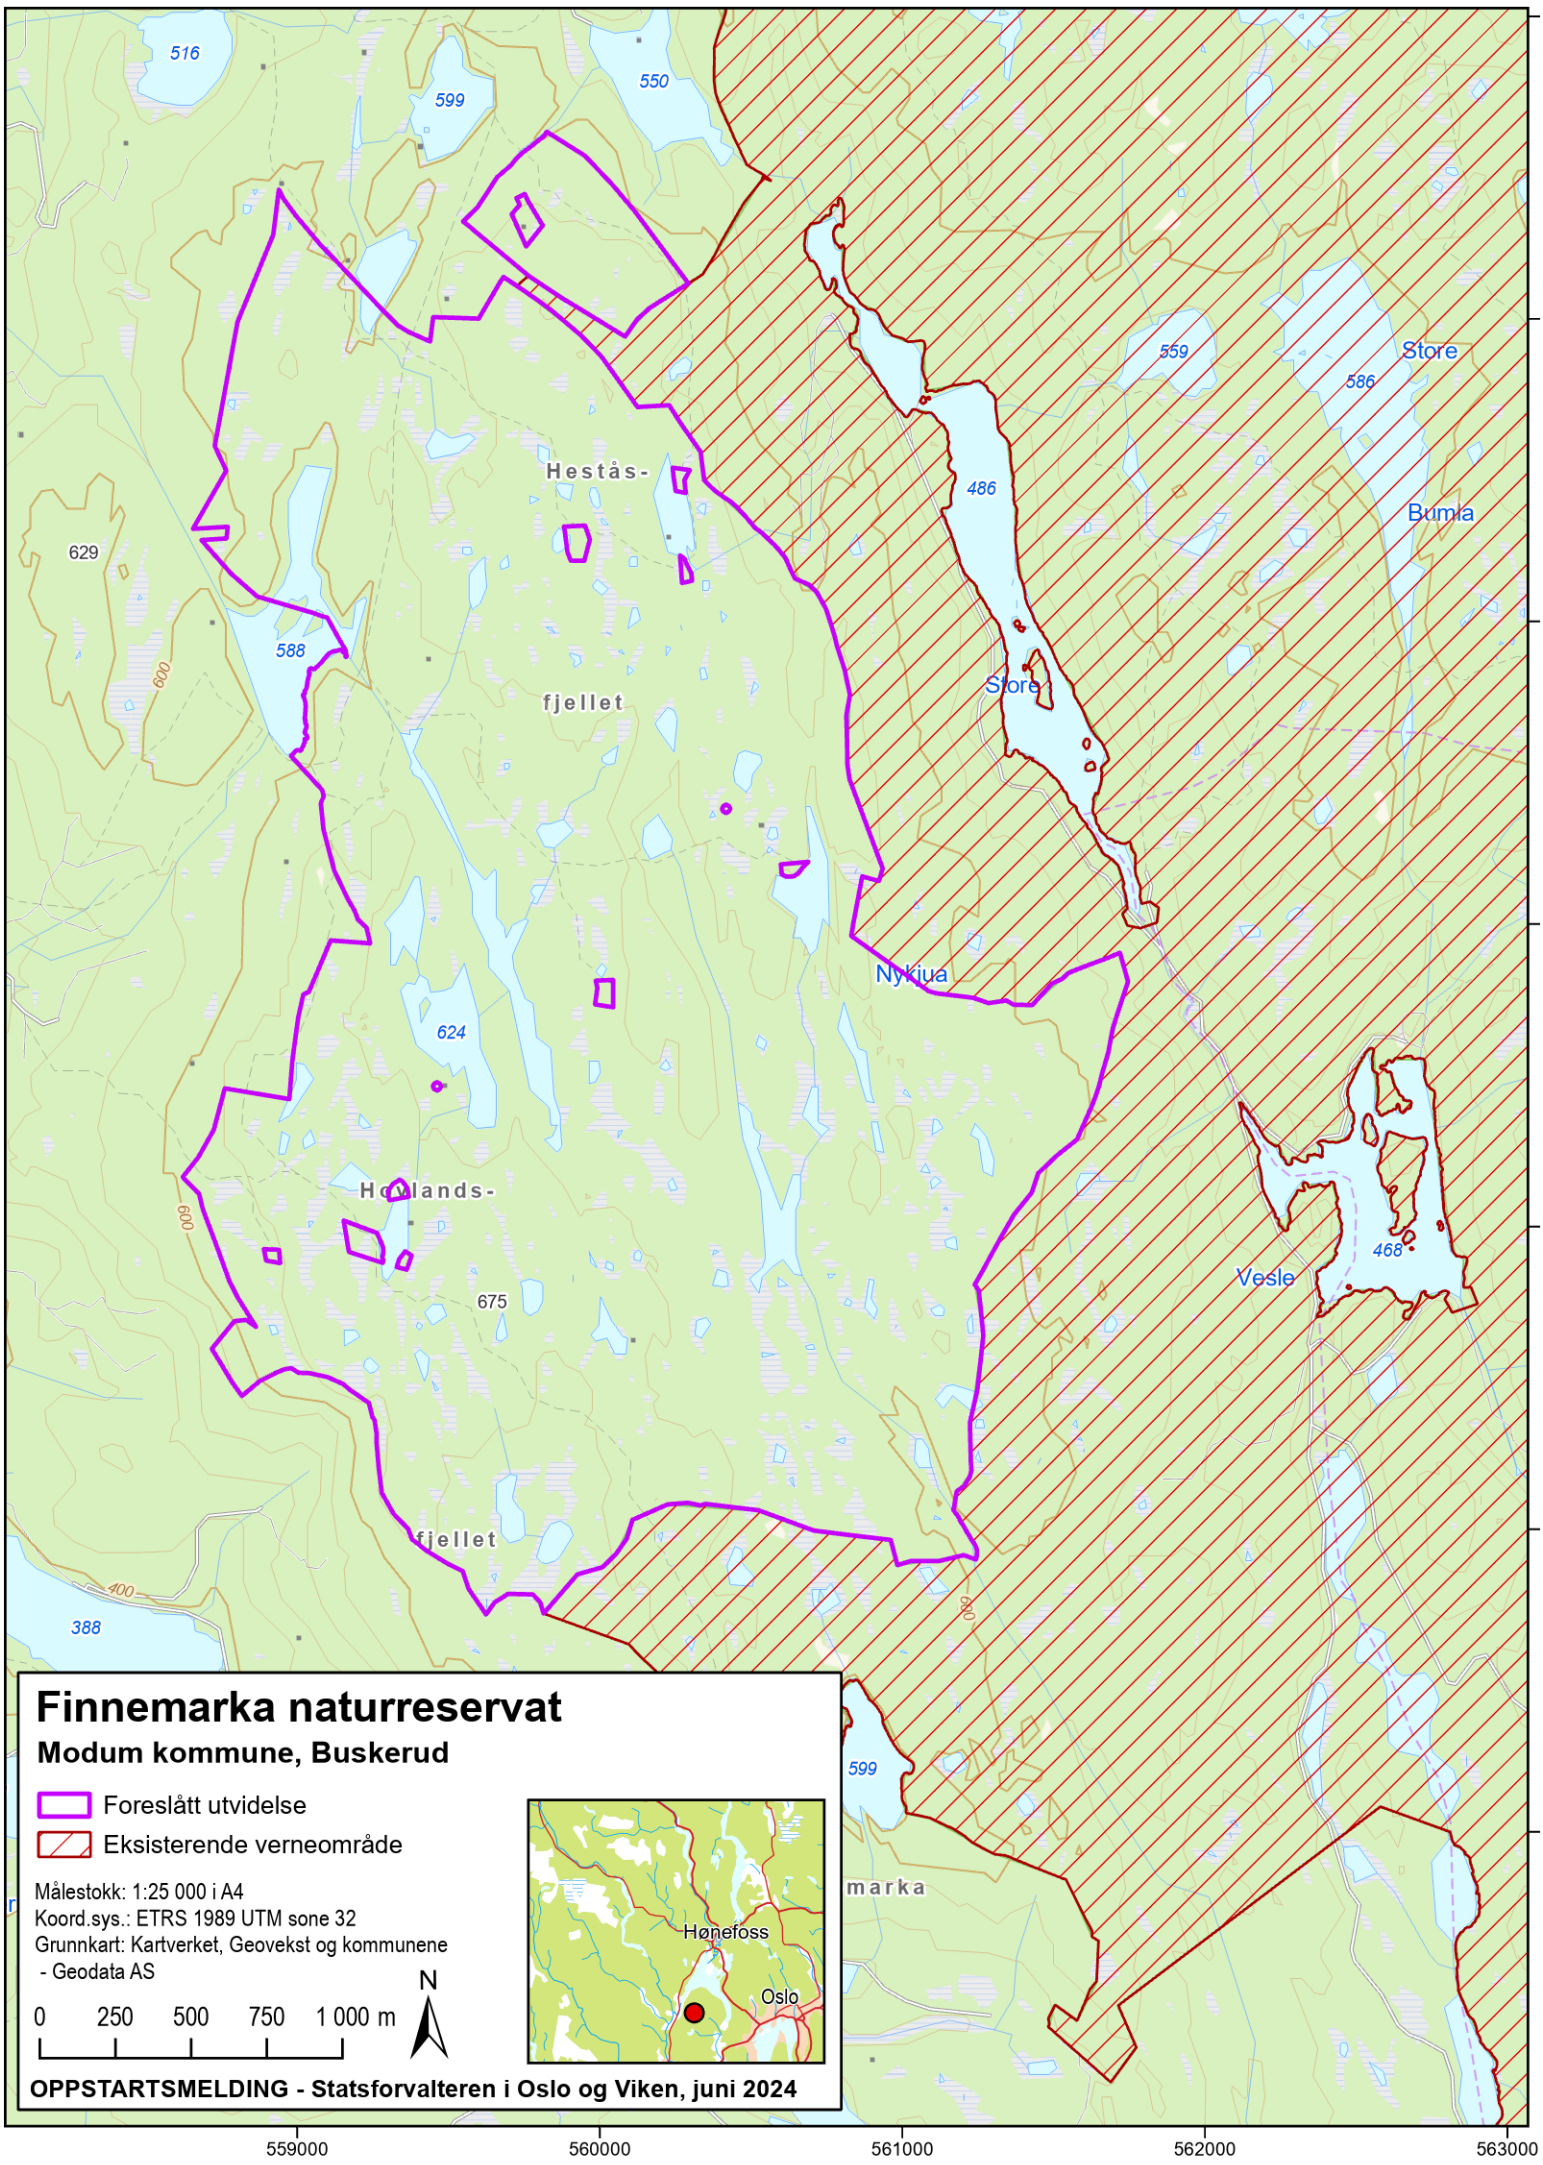 516
599
550
Store
559
586
Hestås-
486
Bumla
629
588
600
Store
fjellet
Nykjua
624
Hovlands-
600
468
Vesle
675
fjellet
400
388
600
Finnemarka naturreservat
Modum kommune, Buskerud
Foreslått utvidelse
Eksisterende verneområde
Målestokk: 1:25 000 i A4
Koord.sys.: ETRS 1989 UTM sone 32
Grunnkart: Kartverket, Geovekst og kommunene
- Geodata AS
N
0 250 500 750 1 000 m
Hønefoss
Oslo
OPPSTARTSMELDING - Statsforvalteren i Oslo og Viken, juni 2024
599
marka
559000 560000 561000 562000 563000